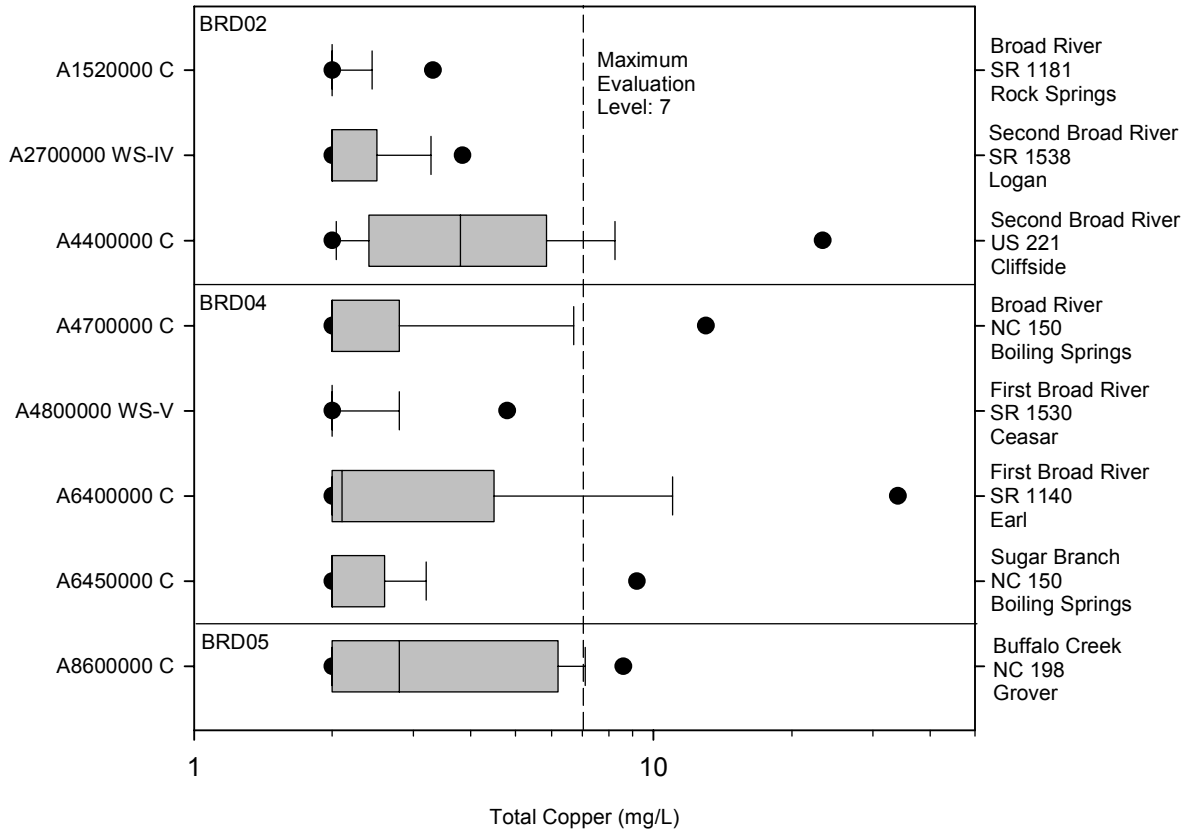 BRD02
Maximum
Evaluation
Level: 7
A1520000 C
Broad River
SR 1181
Rock Springs
A2700000 WS-IV
Second Broad River
SR 1538
Logan
A4400000 C
Second Broad River
US 221
Cliffside
BRD04
A4700000 C
Broad River
NC 150
Boiling Springs
A4800000 WS-V
First Broad River
SR 1530
Ceasar
A6400000 C
First Broad River
SR 1140
Earl
A6450000 C
Sugar Branch
NC 150
Boiling Springs
BRD05
A8600000 C
Buffalo Creek
NC 198
Grover
1
10
Total Copper (mg/L)